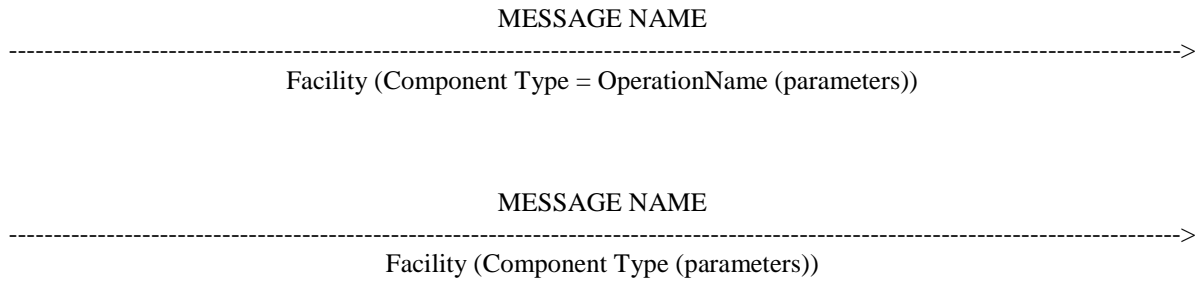 MESSAGE NAME
------------------------------------------------------------------------------------------------------------------------------------>
Facility (Component Type = OperationName (parameters))
MESSAGE NAME
------------------------------------------------------------------------------------------------------------------------------------>
Facility (Component Type (parameters))